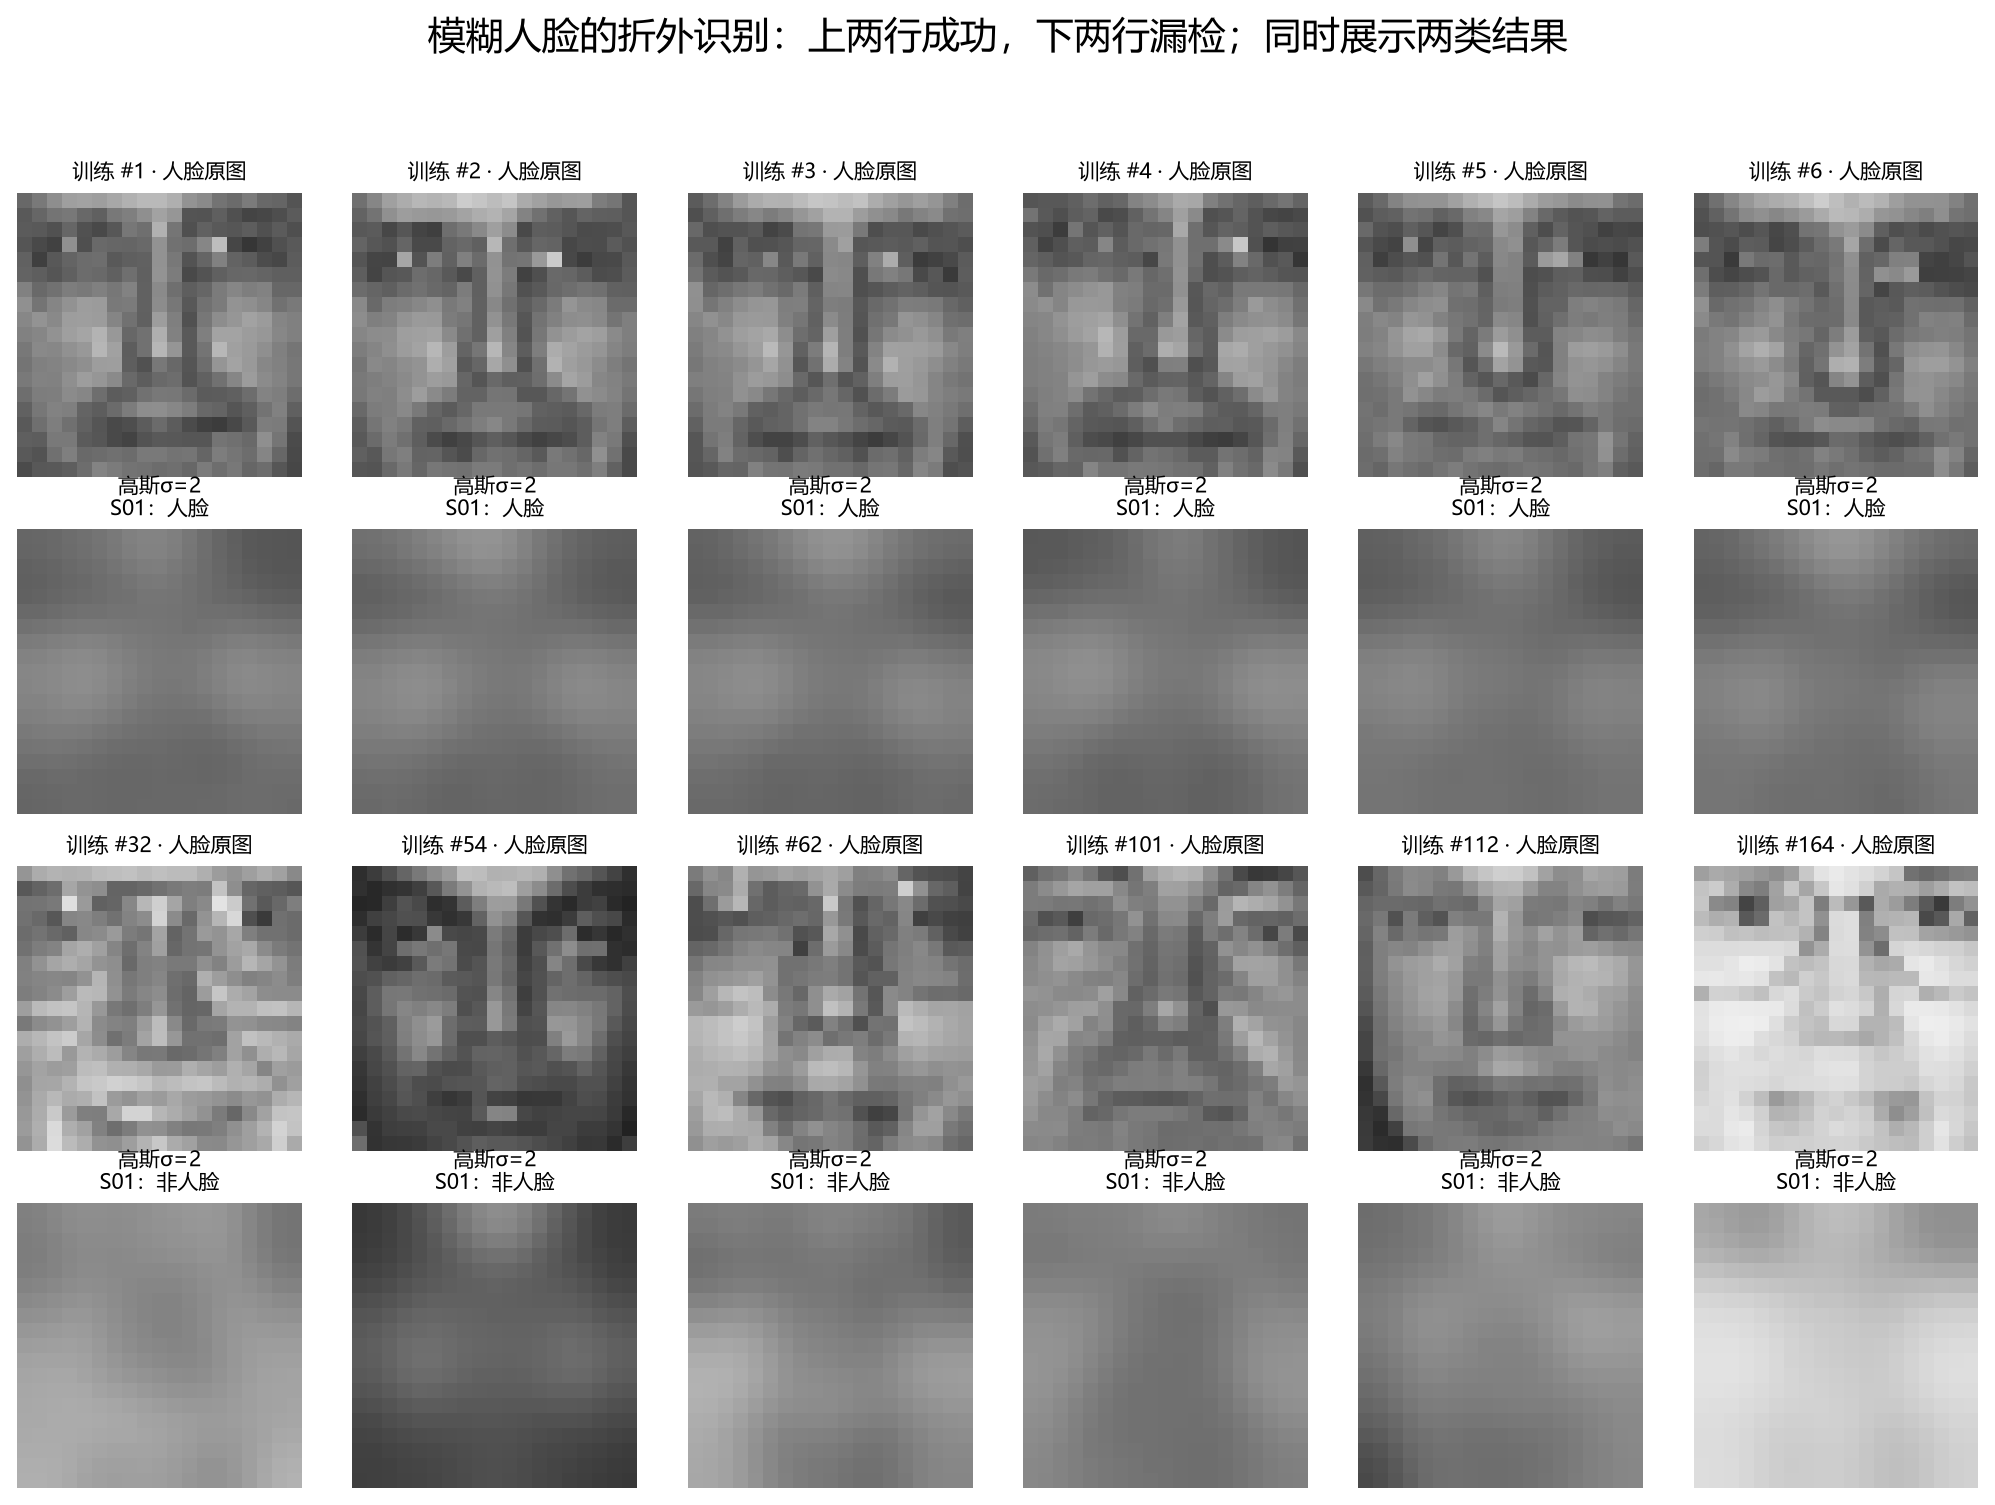 模糊人脸的折外识别：上两行成功，下两行漏检；同时展示两类结果
训练 #1 · 人脸原图
训练 #2 · 人脸原图
训练 #3 · 人脸原图
训练 #4 · 人脸原图
训练 #5 · 人脸原图
训练 #6 · 人脸原图
高斯σ=2
S01：人脸
高斯σ=2
S01：人脸
高斯σ=2
S01：人脸
高斯σ=2
S01：人脸
高斯σ=2
S01：人脸
高斯σ=2
S01：人脸
训练 #32 · 人脸原图
训练 #54 · 人脸原图
训练 #62 · 人脸原图
训练 #101 · 人脸原图
训练 #112 · 人脸原图
训练 #164 · 人脸原图
高斯σ=2
S01：非人脸
高斯σ=2
S01：非人脸
高斯σ=2
S01：非人脸
高斯σ=2
S01：非人脸
高斯σ=2
S01：非人脸
高斯σ=2
S01：非人脸